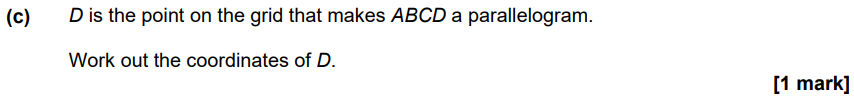 (c) D is the point on the grid that makes ABCD a parallelogram.
Work out the coordinates of D.
[1 mark]